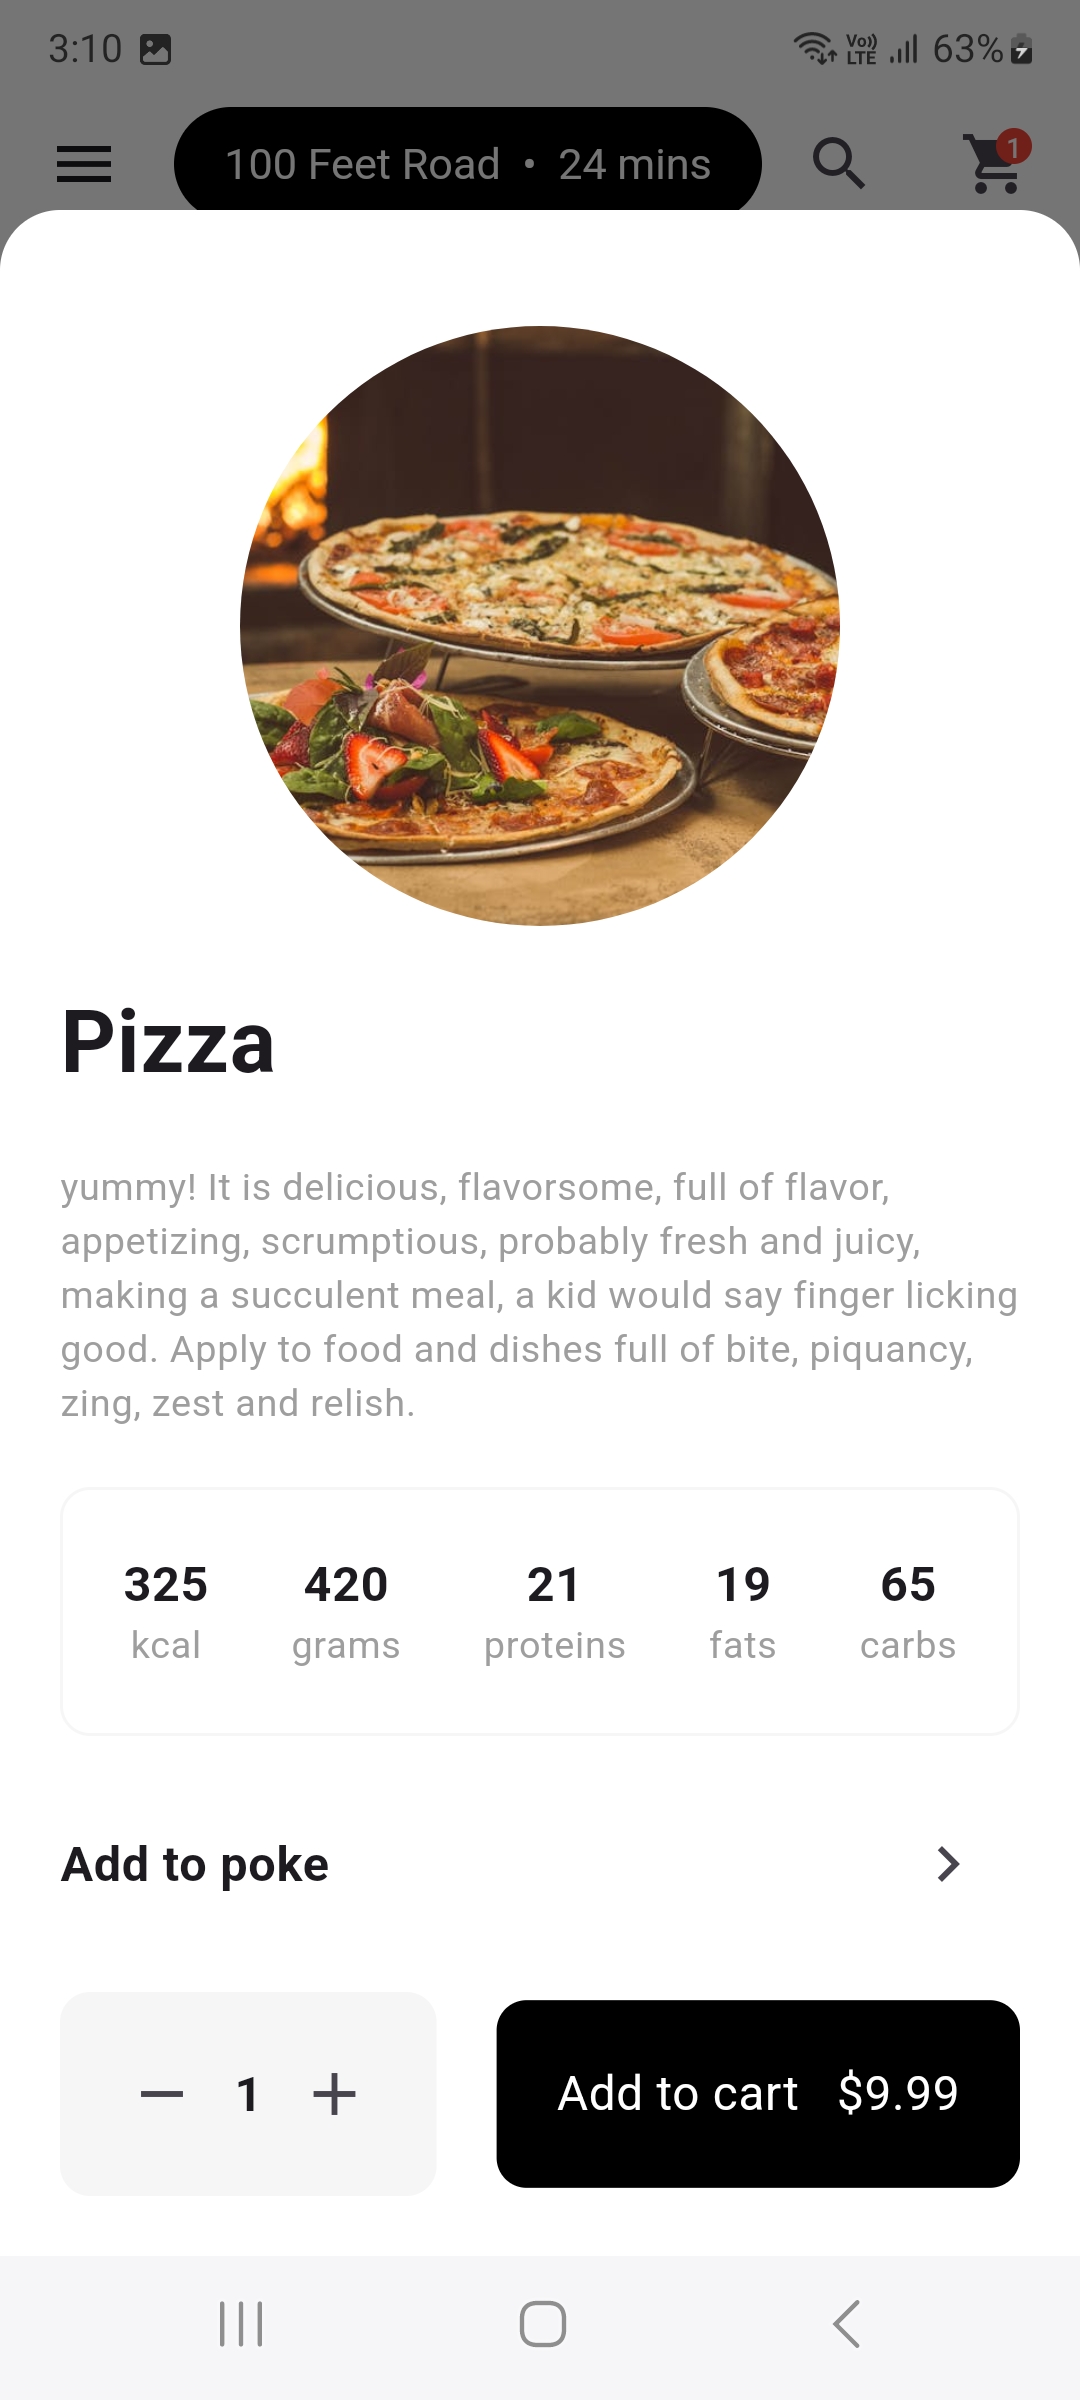 3:10 Vo)) LTE 63%
100 Feet Road • 24 mins 1
Pizza
yummy! It is delicious, flavorsome, full of flavor,
appetizing, scrumptious, probably fresh and juicy,
making a succulent meal, a kid would say finger licking
good. Apply to food and dishes full of bite, piquancy,
zing, zest and relish.
325 420 21 19 65
kcal grams proteins fats carbs
Add to poke
1 Add to cart $9.99